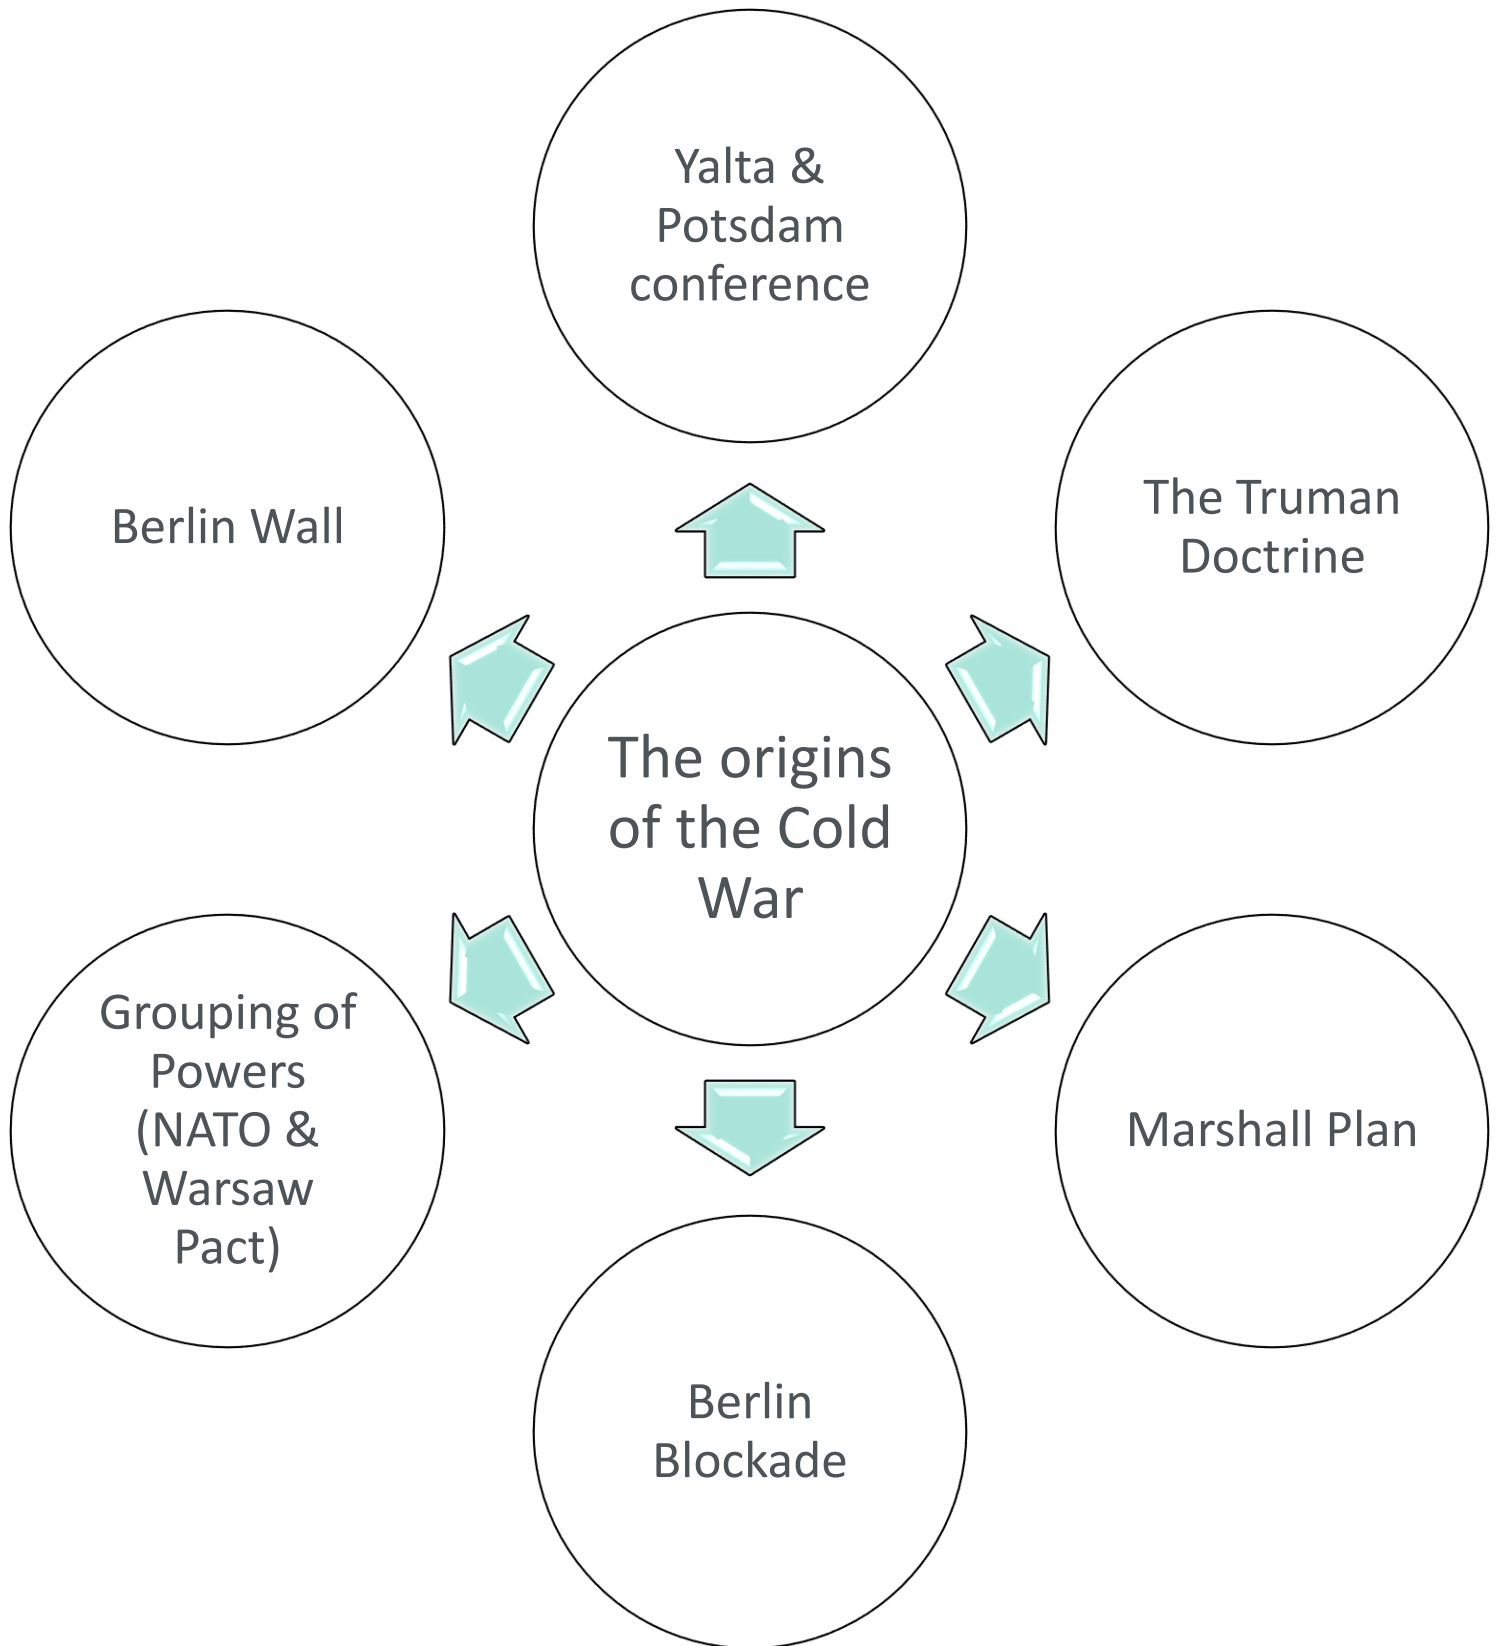 Yalta &
Potsdam
conference
The Truman
Doctrine
Marshall Plan
Berlin
Blockade
Grouping of
Powers
(NATO &
Warsaw
Pact)
Berlin Wall
The origins
of the Cold
War